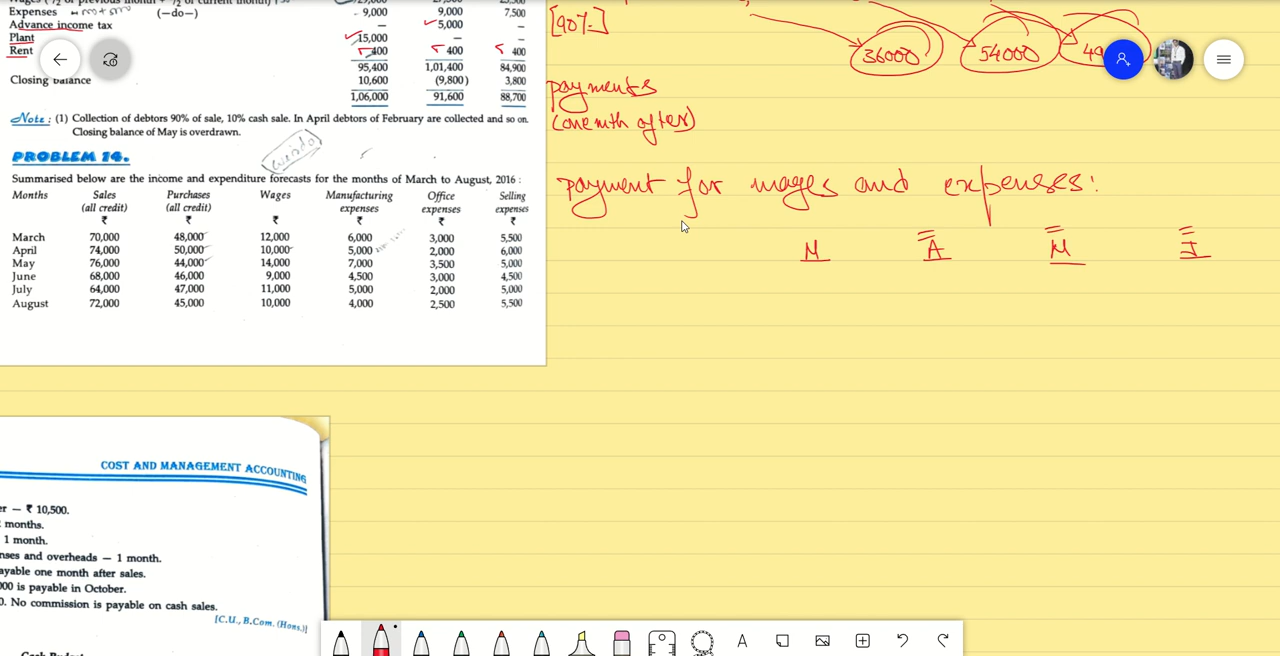 Expenses (-do-) 9,000 9,000 7,500
Advance income tax – 5,000 –
Plant 15,000 – –
Rent 400 400 400
95,400 1,01,400 84,900
Closing balance 10,600 (9,800) 3,800
1,06,000 91,600 88,700
Note : (1) Collection of debtors 90% of sale, 10% cash sale. In April debtors of February are collected and so on.
Closing balance of May is overdrawn.
PROBLEM 14.
Summarised below are the income and expenditure forecasts for the months of March to August, 2016 :
Months Sales Purchases Wages Manufacturing Office Selling
(all credit) (all credit) expenses expenses expenses
₹ ₹ ₹ ₹ ₹ ₹
March 70,000 48,000 12,000 6,000 3,000 5,500
April 74,000 50,000 10,000 5,000 2,000 6,000
May 76,000 44,000 14,000 7,000 3,500 5,000
June 68,000 46,000 9,000 4,500 3,000 4,500
July 64,000 47,000 11,000 5,000 2,000 5,000
August 72,000 45,000 10,000 4,000 2,500 5,500
[90%]
36000 54000 49
payments
(one mth after)
payment for wages and expenses:
M A M J
COST AND MANAGEMENT ACCOUNTING
er – ₹ 10,500.
months.
1 month.
nses and overheads – 1 month.
ayable one month after sales.
000 is payable in October.
0. No commission is payable on cash sales.
[C.U., B.Com. (Hons.)]
A